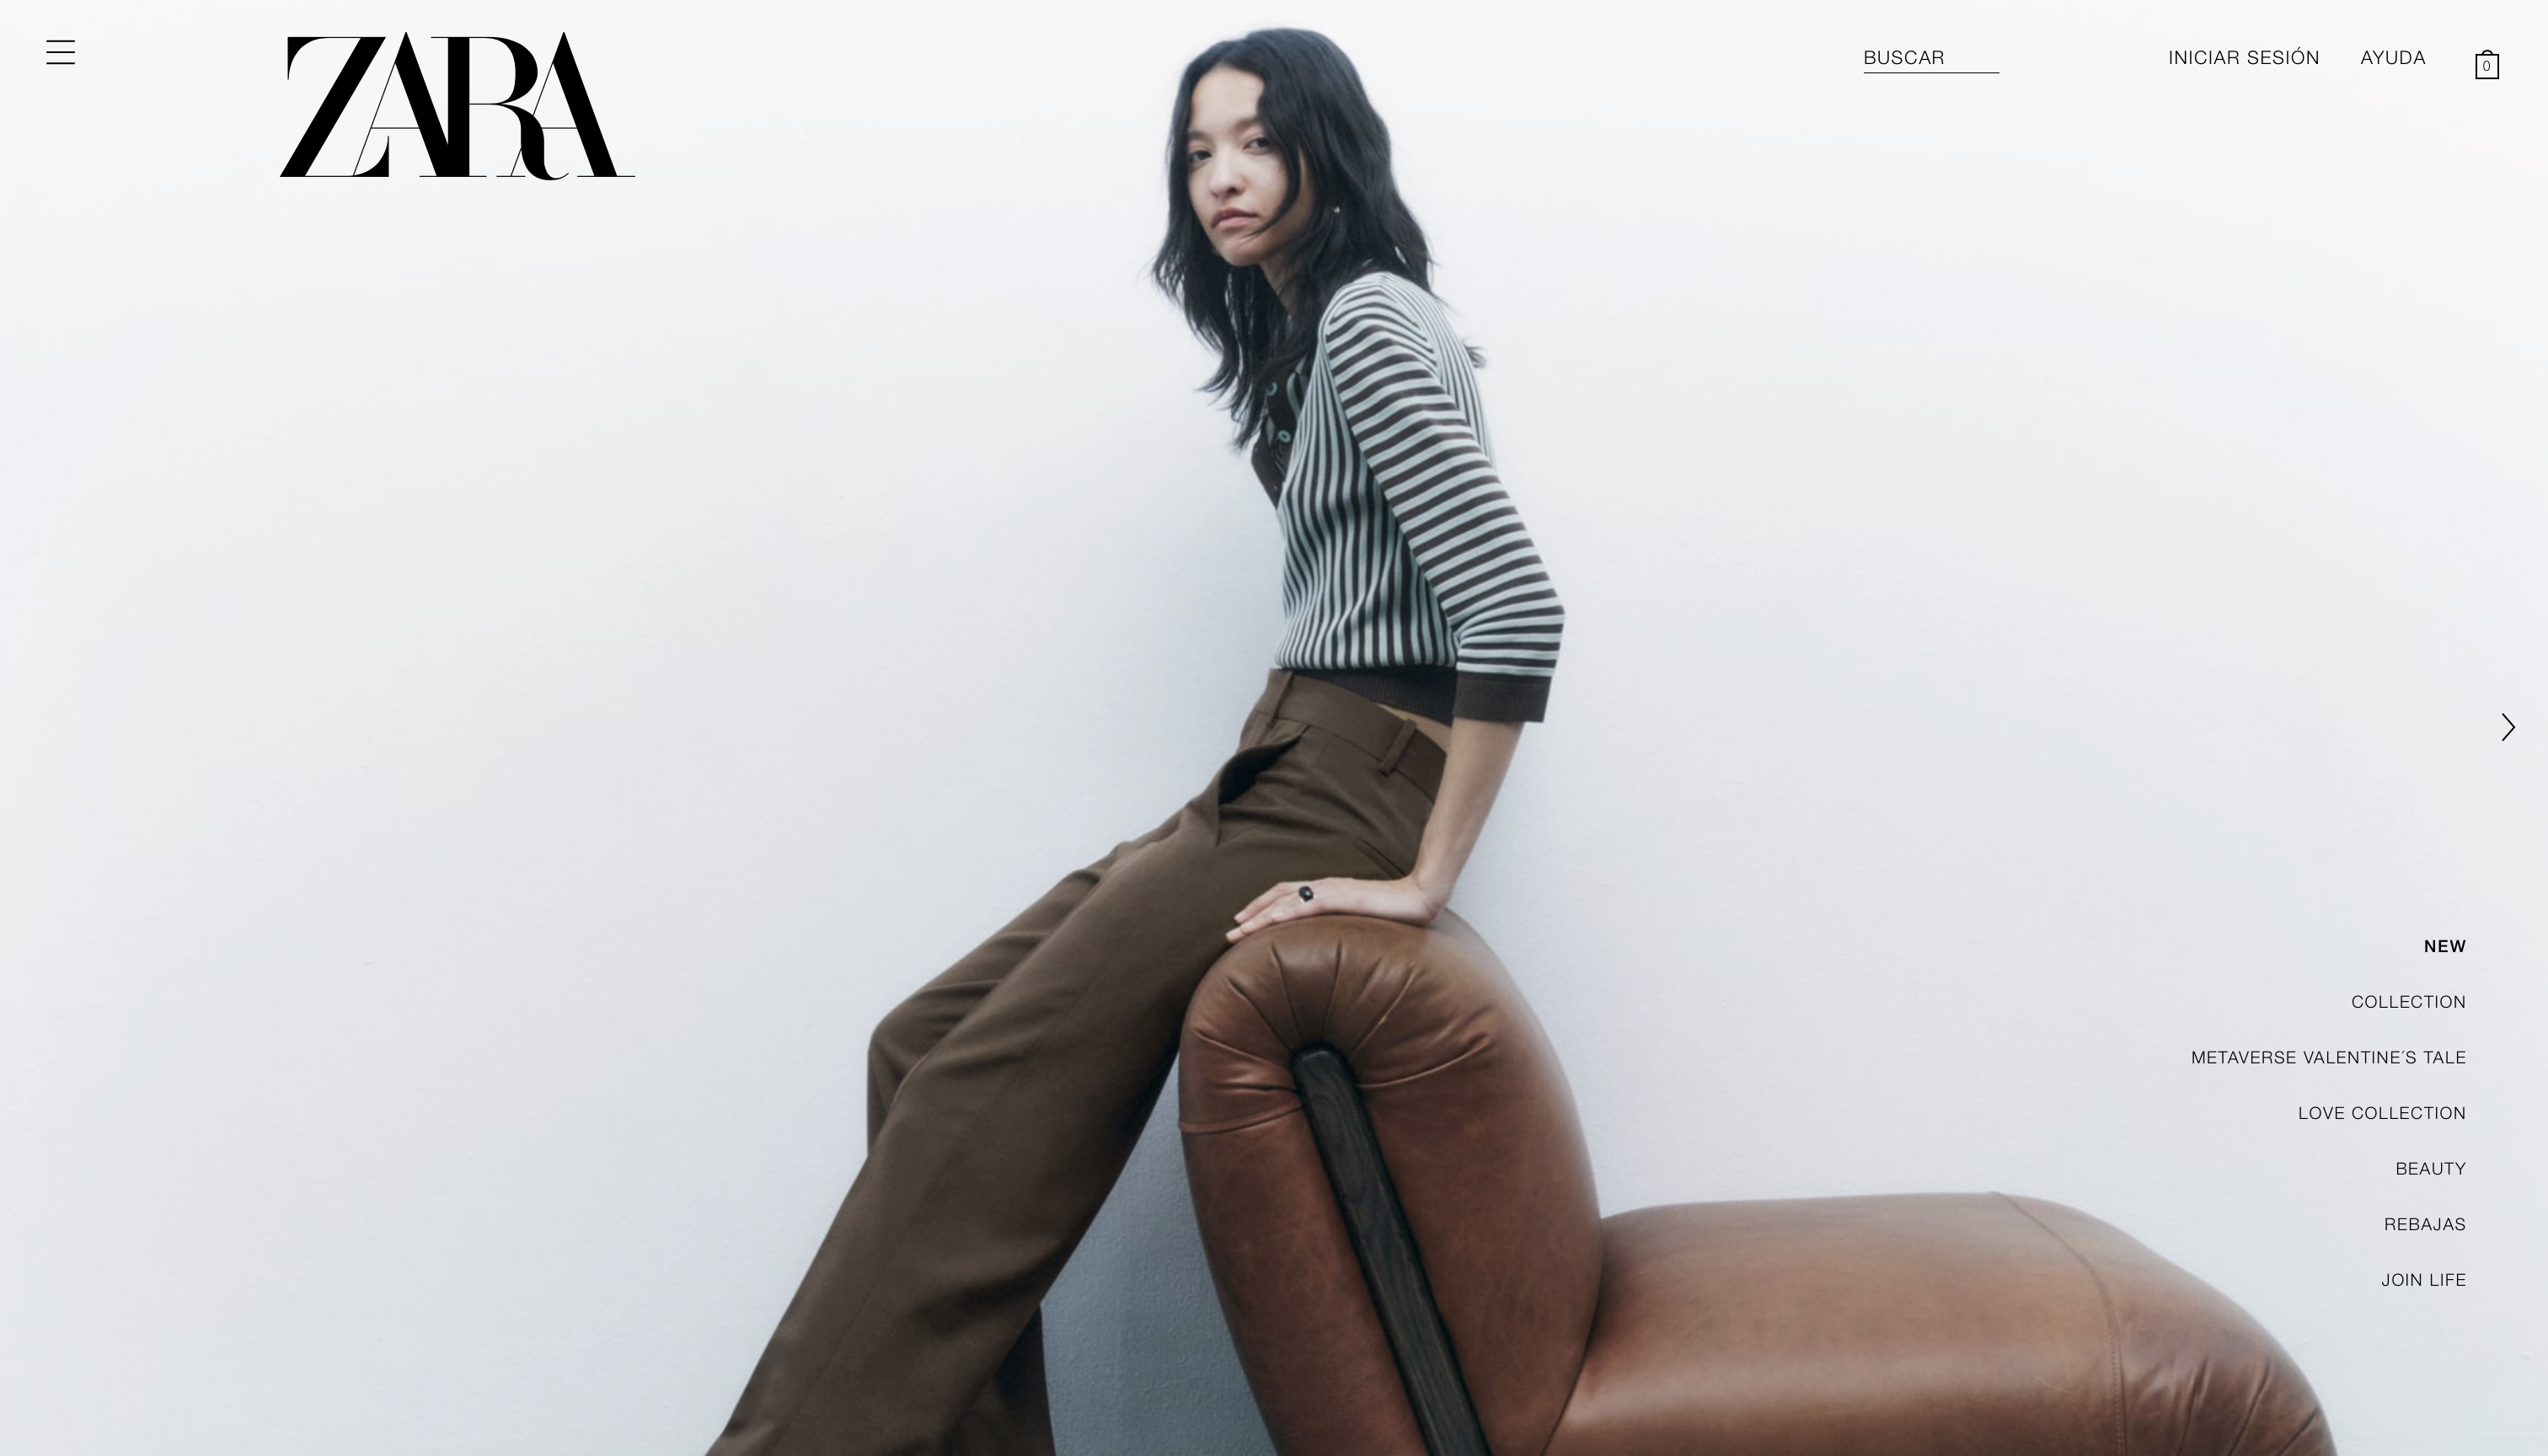 ZARA
BUSCAR
INICIAR SESIÓN
AYUDA
0
NEW
COLLECTION
METAVERSE VALENTINE´S TALE
LOVE COLLECTION
BEAUTY
REBAJAS
JOIN LIFE